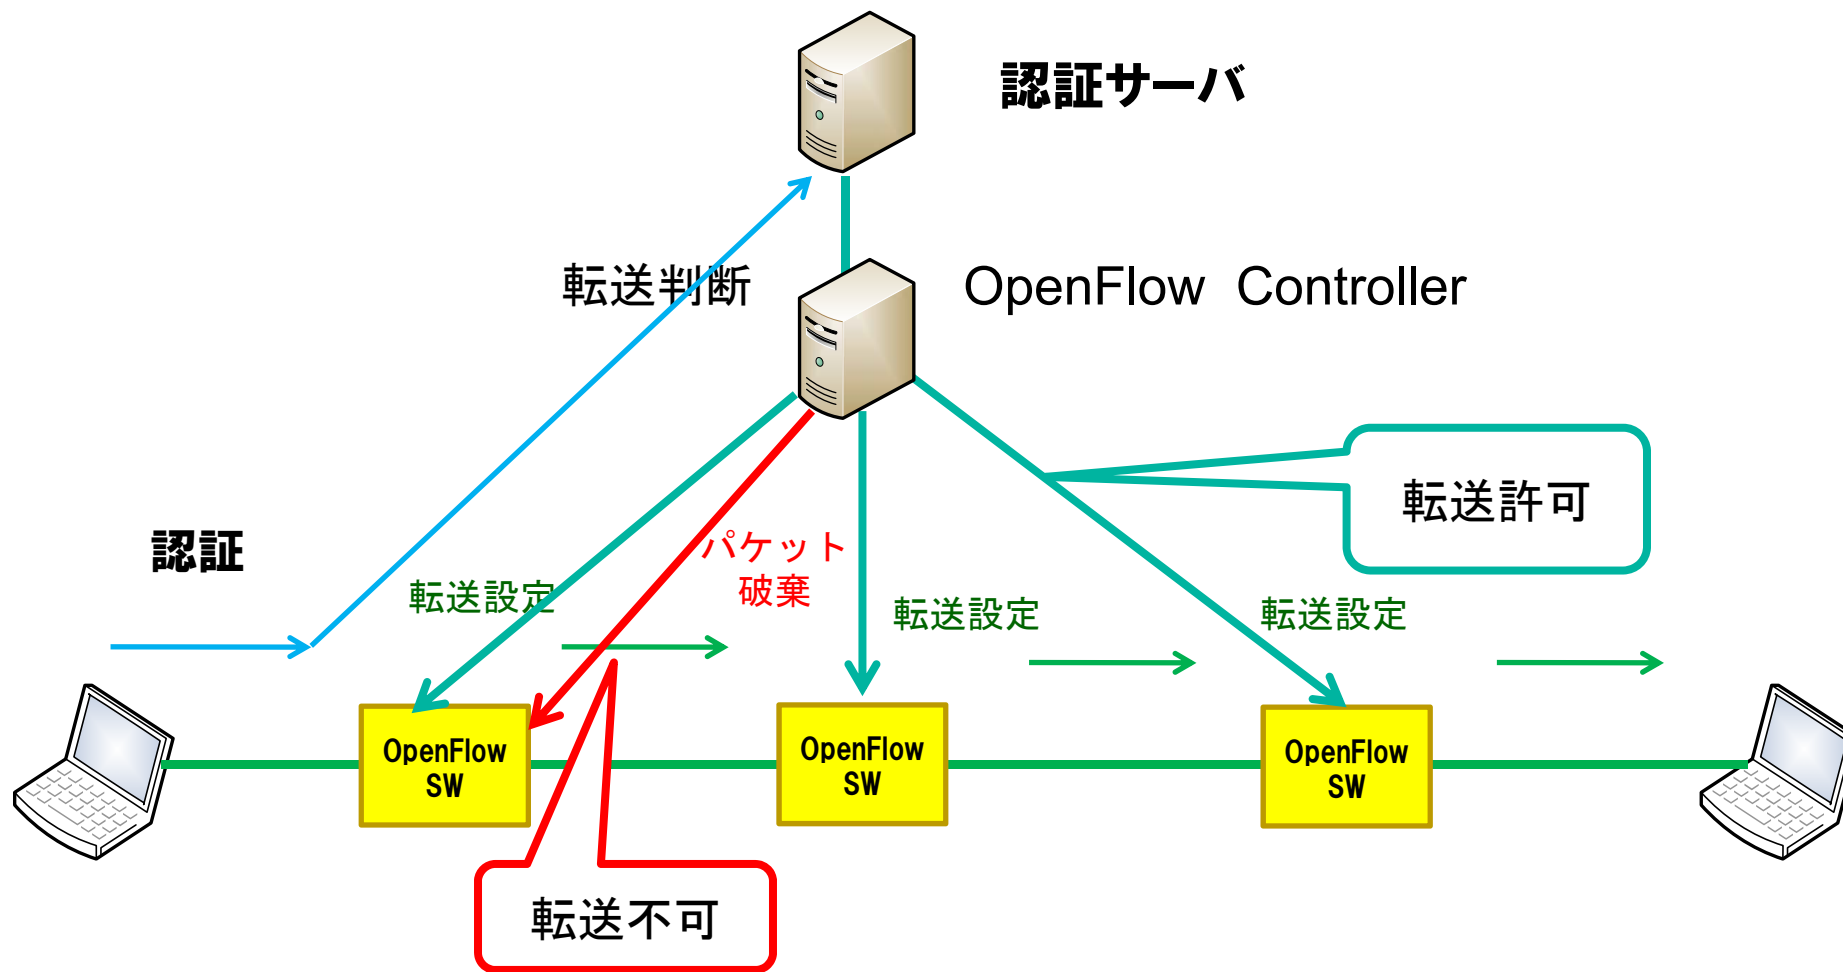 認証サーバ
転送判断
OpenFlow Controller
転送許可
認証
パケット
破棄
転送設定
転送設定
転送設定
OpenFlow
SW
OpenFlow
SW
OpenFlow
SW
転送不可